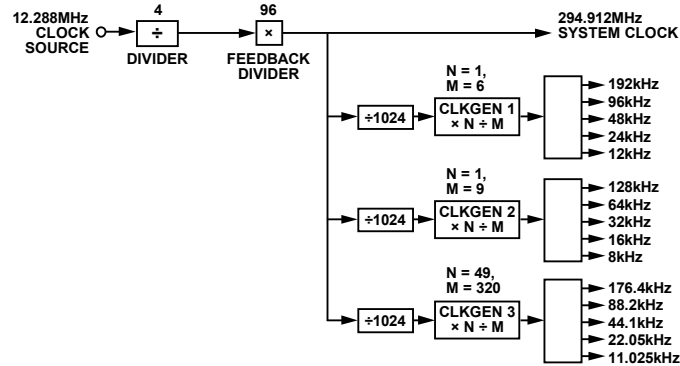 12.288MHz
CLOCK
SOURCE
4
÷
DIVIDER
96
×
FEEDBACK
DIVIDER
294.912MHz
SYSTEM CLOCK
N = 1,
M = 6
÷1024
CLKGEN 1
× N ÷ M
192kHz
96kHz
48kHz
24kHz
12kHz
N = 1,
M = 9
÷1024
CLKGEN 2
× N ÷ M
128kHz
64kHz
32kHz
16kHz
8kHz
N = 49,
M = 320
÷1024
CLKGEN 3
× N ÷ M
176.4kHz
88.2kHz
44.1kHz
22.05kHz
11.025kHz